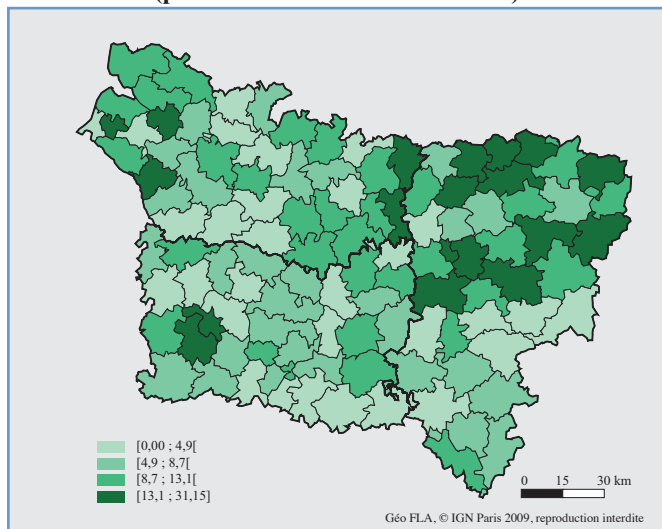 [0,00 ; 4,9[
[4,9 ; 8,7[
[8,7 ; 13,1[
[13,1 ; 31,15]
0 15 30 km
Géo FLA, © IGN Paris 2009, reproduction interdite